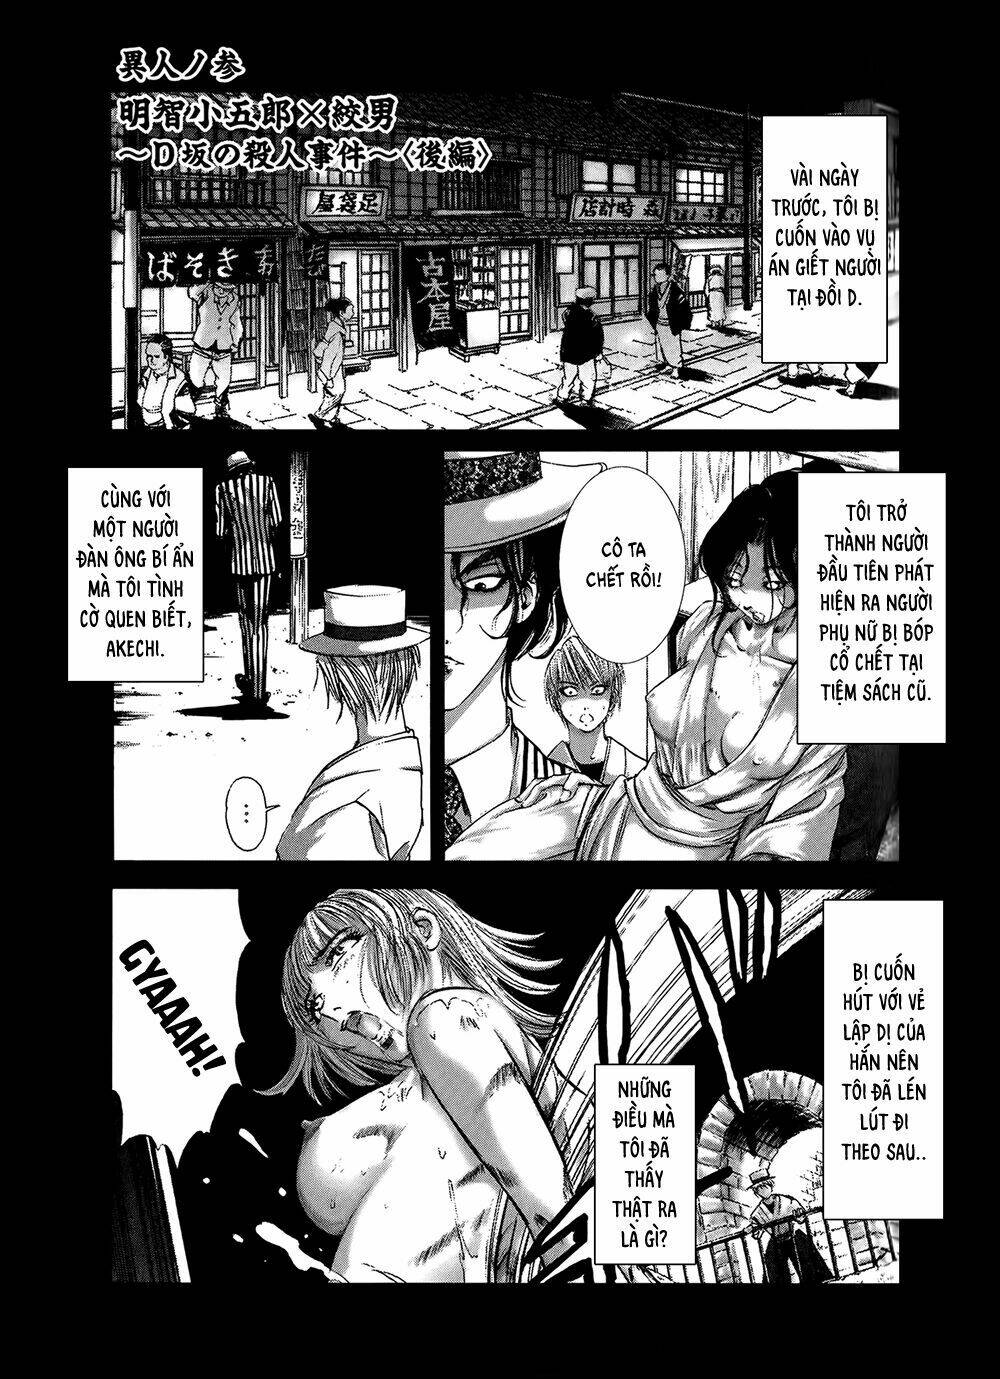 異人ノ参
明智小五郎×絞男
～D坂の殺人事件～〈後編〉
VÀI NGÀY
TRƯỚC, TÔI BỊ
CUỐN VÀO VỤ
ÁN GIẾT NGƯỜI
TẠI ĐỒI D.
足袋屋
森時計店
そばきそ
たび
古本屋
TÔI TRỞ
THÀNH NGƯỜI
ĐẦU TIÊN PHÁT
HIỆN RA NGƯỜI
PHỤ NỮ BỊ BÓP
CỔ CHẾT TẠI
TIỆM SÁCH CŨ.
CÔ TA
CHẾT RỒI!
CÙNG VỚI
MỘT NGƯỜI
ĐÀN ÔNG BÍ ẨN
MÀ TÔI TÌNH
CỜ QUEN BIẾT,
AKECHI.
...
BỊ CUỐN
HÚT VỚI VẺ
LẬP DỊ CỦA
HẮN NÊN
TÔI ĐÃ LÉN
LÚT ĐI
THEO SAU..
GYAAAH!
NHỮNG
ĐIỀU MÀ
TÔI ĐÃ
THẤY
THẬT RA
LÀ GÌ?